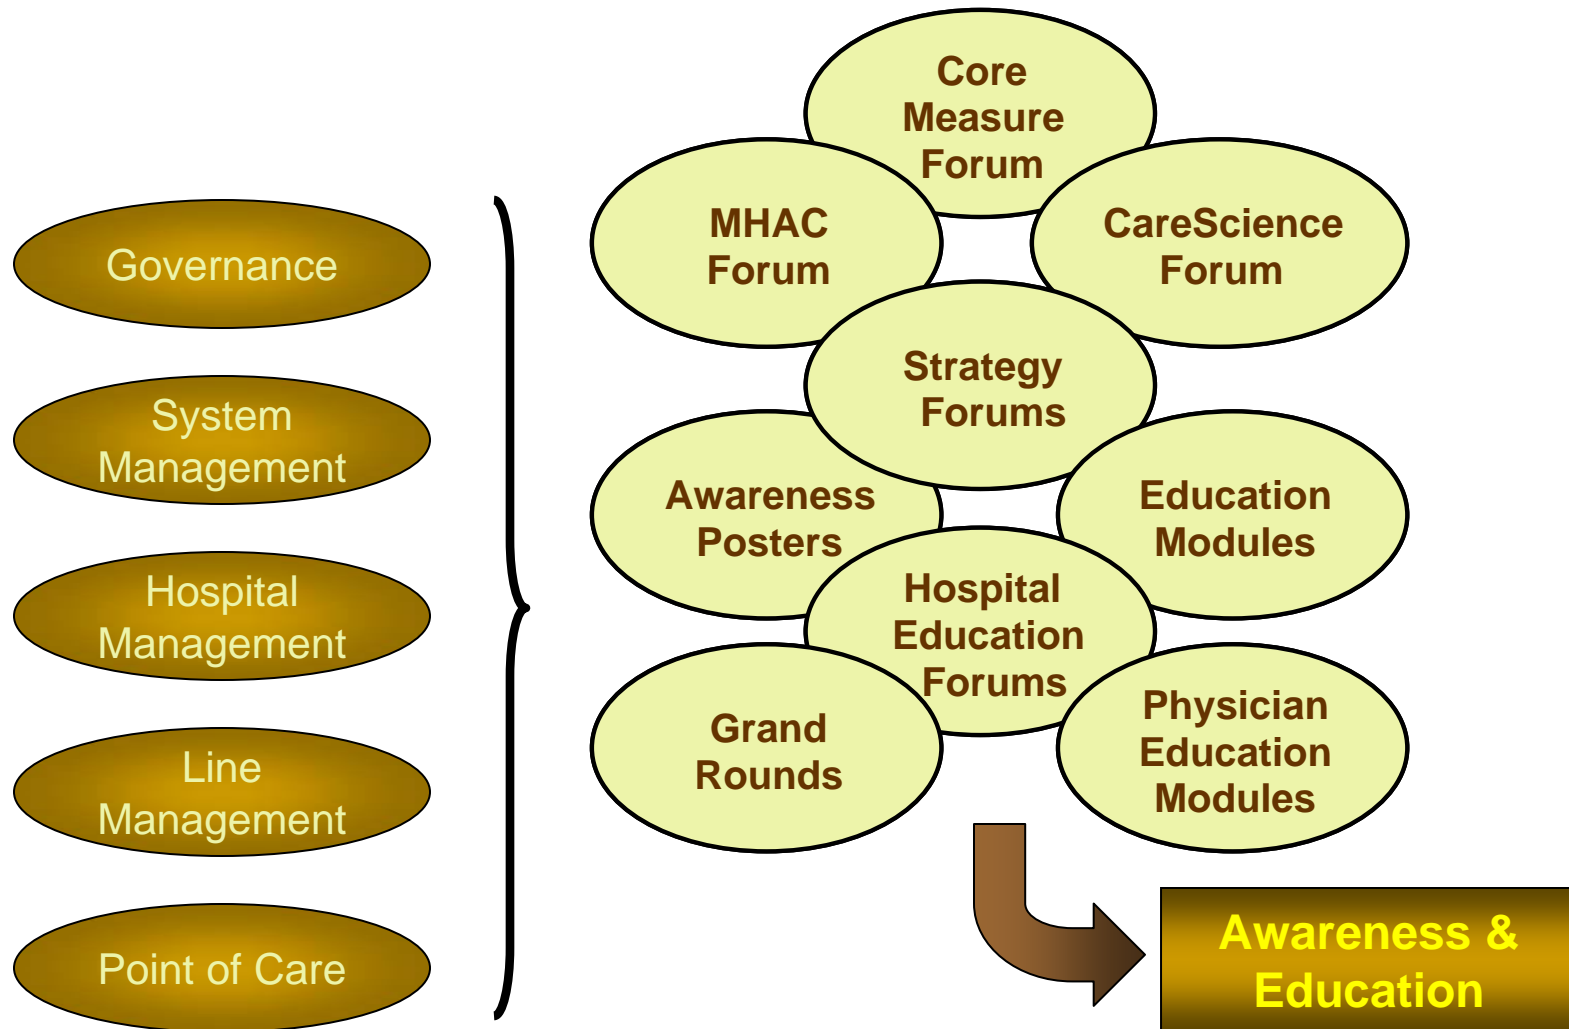 Governance
System
Management
Hospital
Management
Line
Management
Point of Care
Core
Measure
Forum
MHAC
Forum
CareScience
Forum
Strategy
Forums
Awareness
Posters
Education
Modules
Hospital
Education
Forums
Grand
Rounds
Physician
Education
Modules
Awareness &
Education